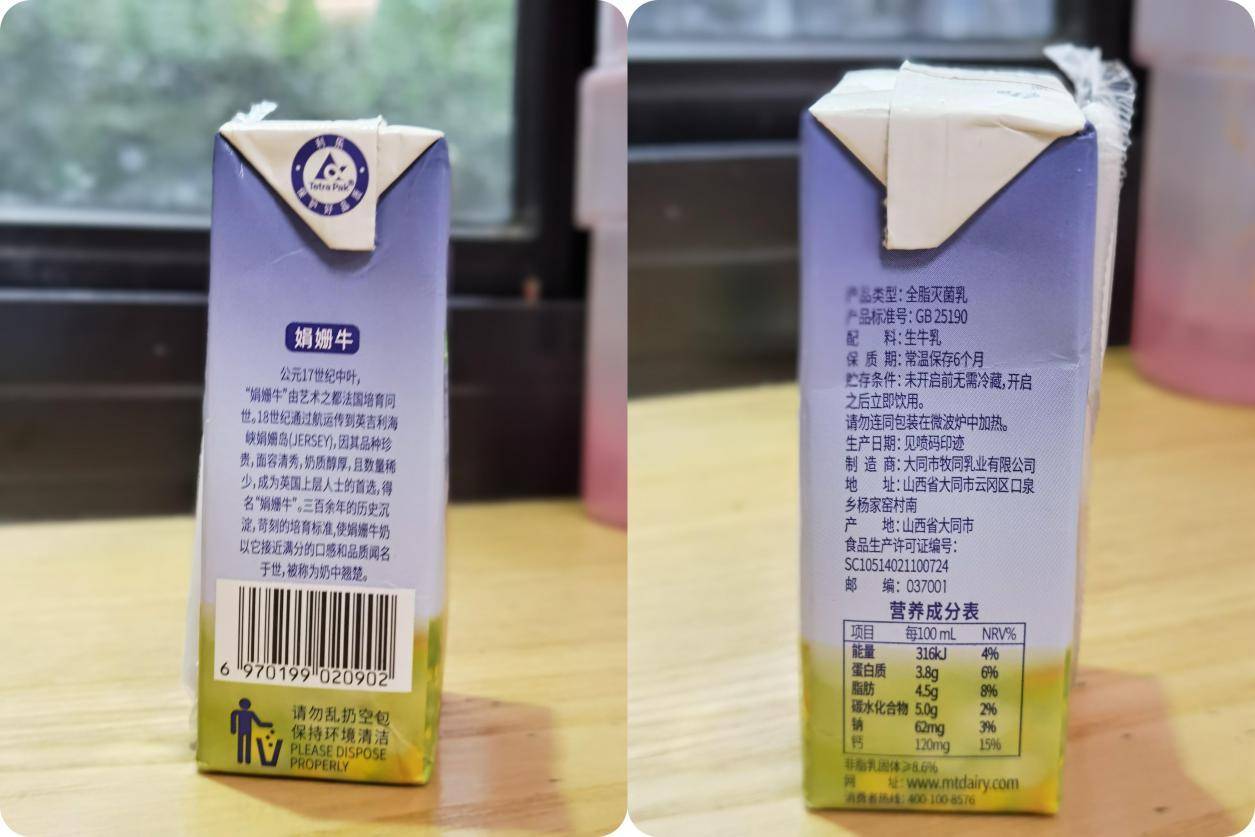 利乐
Tetra Pak®
保护好品质
娟姗牛
公元17世纪中叶,
“娟姗牛”由艺术之都法国培育问
世。18世纪通过航运传到英吉利海
峡娟姗岛(JERSEY),因其品种珍
贵,面容清秀,奶质醇厚,且数量稀
少,成为英国上层人士的首选,得
名“娟姗牛”。三百余年的历史沉
淀,苛刻的培育标准,使娟姗牛奶
以它接近满分的口感和品质闻名
于世,被称为奶中翘楚。
6 970199 020902
请勿乱扔空包
保持环境清洁
PLEASE DISPOSE
PROPERLY
产品类型:全脂灭菌乳
产品标准号:GB 25190
配 料:生牛乳
保 质 期:常温保存6个月
贮存条件:未开启前无需冷藏,开启
之后立即饮用。
请勿连同包装在微波炉中加热。
生产日期:见喷码印迹
制 造 商:大同市牧同乳业有限公司
地 址:山西省大同市云冈区口泉
乡杨家窑村南
产 地:山西省大同市
食品生产许可证编号:
SC10514021100724
邮 编:037001
营养成分表
项目 每100 mL NRV%
能量 316kJ 4%
蛋白质 3.8g 6%
脂肪 4.5g 8%
碳水化合物 5.0g 2%
钠 62mg 3%
钙 120mg 15%
非脂乳固体≥8.6%
网 址:www.mtdairy.com
消费者热线:400-100-8576